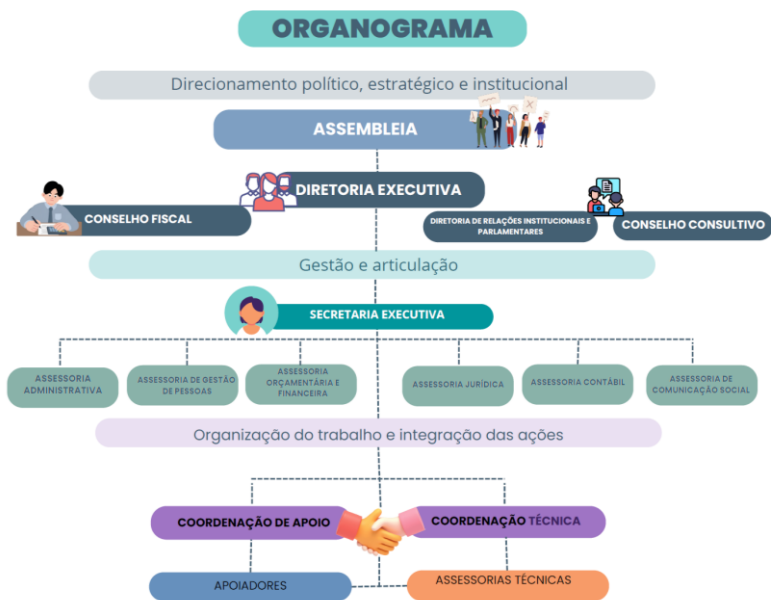 ORGANOGRAMA
Direcionamento político, estratégico e institucional
ASSEMBLEIA
DIRETORIA EXECUTIVA
CONSELHO FISCAL
DIRETORIA DE RELAÇÕES INSTITUCIONAIS E
PARLAMENTARES
CONSELHO CONSULTIVO
Gestão e articulação
SECRETARIA EXECUTIVA
ASSESSORIA
ADMINISTRATIVA
ASSESSORIA DE GESTÃO
DE PESSOAS
ASSESSORIA
ORÇAMENTÁRIA E
FINANCEIRA
ASSESSORIA JURÍDICA
ASSESSORIA CONTÁBIL
ASSESSORIA DE
COMUNICAÇÃO SOCIAL
Organização do trabalho e integração das ações
COORDENAÇÃO DE APOIO
COORDENAÇÃO TÉCNICA
APOIADORES
ASSESSORIAS TÉCNICAS